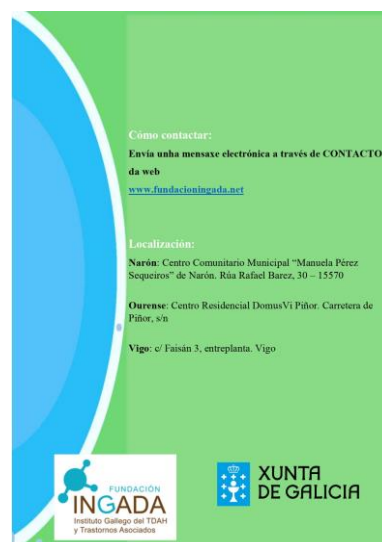 Cómo contactar:
Envía unha mensaxe electrónica a través de CONTACTO
da web
www.fundacioningada.net
Localización:
Narón: Centro Comunitario Municipal "Manuela Pérez
Sequeiros" de Narón. Rúa Rafael Barez, 30 – 15570
Ourense: Centro Residencial DomusVi Piñor. Carretera de
Piñor, s/n
Vigo: c/ Faisán 3, entreplanta. Vigo
FUNDACIÓN
INGADA
Instituto Gallego del TDAH
y Trastornos Asociados
XUNTA
DE GALICIA